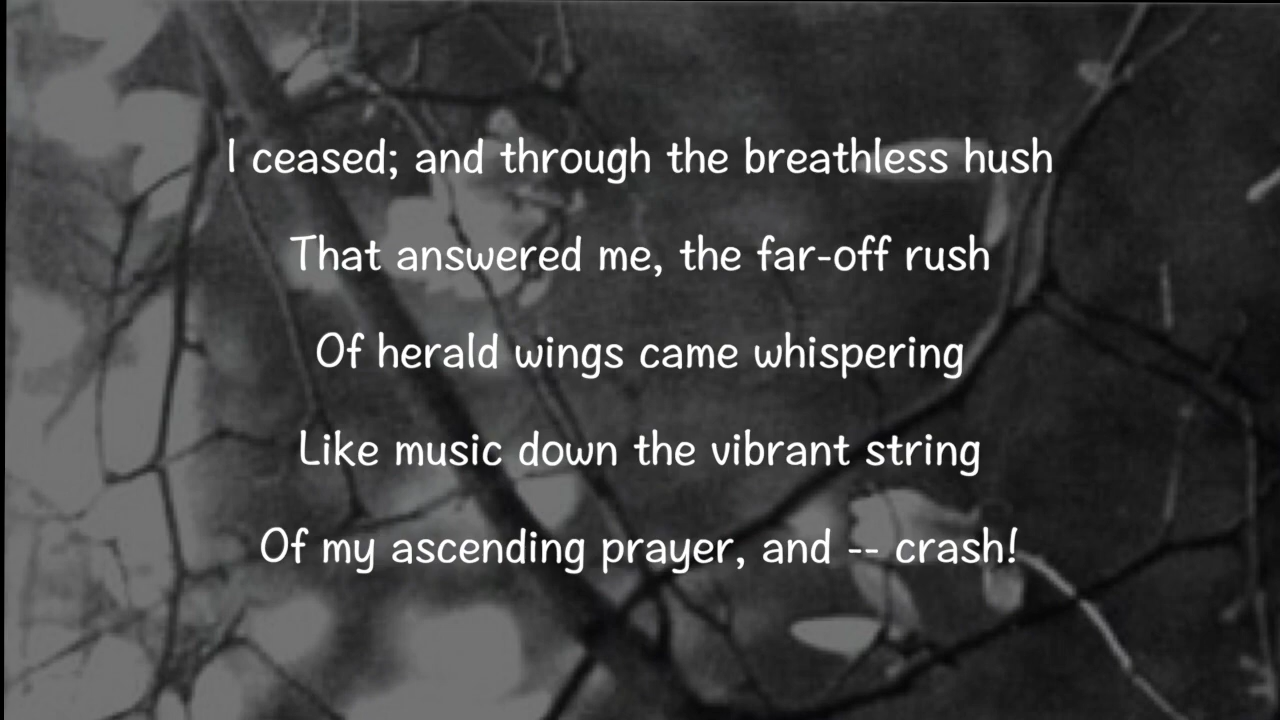 I ceased; and through the breathless hush
That answered me, the far-off rush
Of herald wings came whispering
Like music down the vibrant string
Of my ascending prayer, and -- crash!